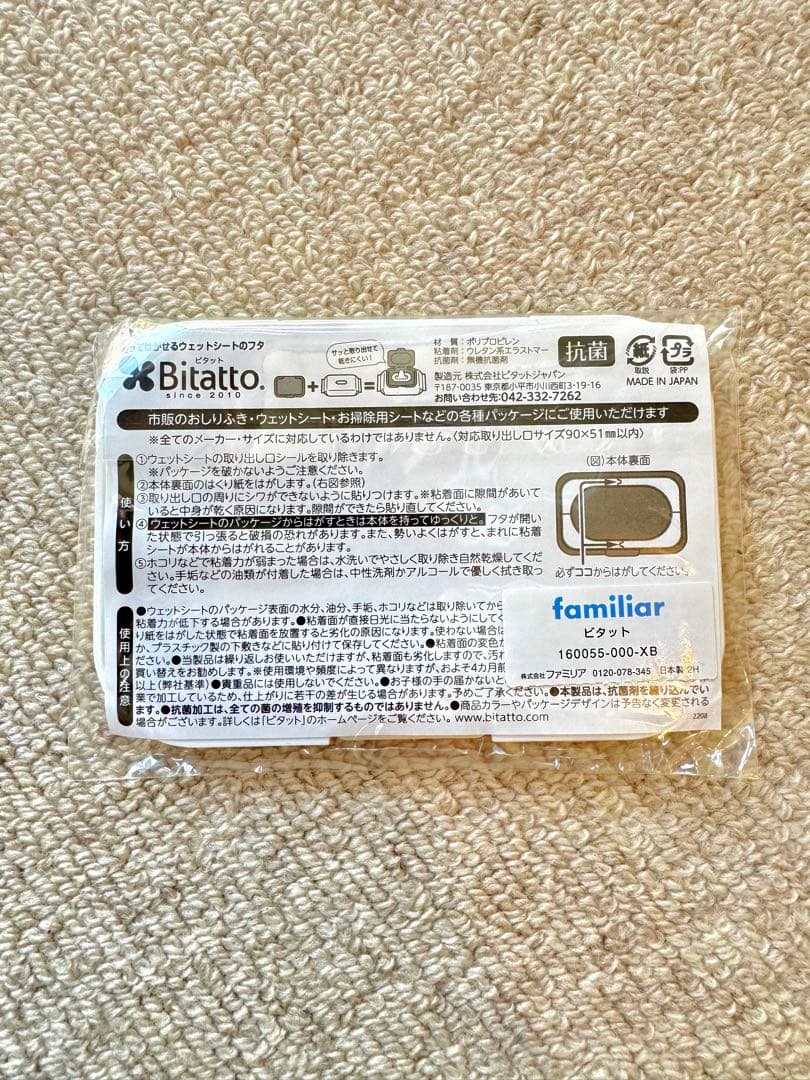 はがせるウェットシートのフタ
ビタット
Bitatto®
since 2010
サッと取り出せて
乾きにくい!
材 質:ポリプロピレン
粘着剤:ウレタン系エラストマー
抗菌剤:無機抗菌剤
抗菌
紙
取説
プラ
袋:PP
製造元 株式会社ビタットジャパン
〒187-0035 東京都小平市小川西町3-19-16
お問い合わせ先:042-332-7262
MADE IN JAPAN
市販のおしりふき・ウェットシート・お掃除用シートなどの各種パッケージにご使用いただけます
※全てのメーカー・サイズに対応しているわけではありません。〈対応取り出し口サイズ90×51mm以内〉
使い方
①ウェットシートの取り出し口シールを取り除きます。
※パッケージを破かないようご注意ください。
②本体裏面のはくり紙をはがします。(右図参照)
③取り出し口の周りにシワができないように貼りつけます。※粘着面に隙間があいて
いると中身が乾く原因になります。隙間ができたら貼り直してください。
④ウェットシートのパッケージからはがすときは本体を持ってゆっくりと。フタが開い
た状態で引っ張ると破損の恐れがあります。また、勢いよくはがすと、まれに粘着
シートが本体からはがれることがあります。
⑤ホコリなどで粘着力が弱まった場合は、水洗いでやさしく取り除き自然乾燥してくだ
さい。手垢などの油類が付着した場合は、中性洗剤かアルコールで優しく拭き取っ
てください。
(図)本体裏面
必ずココからはがしてください。
使用上の注意
●ウェットシートのパッケージ表面の水分、油分、手垢、ホコリなどは取り除いてから
粘着力が低下する場合があります。●粘着面が直接日光に当たらないようにして
り紙をはがした状態で粘着面を放置すると劣化の原因になります。使わない場合は
か、プラスチック製の下敷きなどに貼り付けて保存してください。●粘着面の変色が
ださい。●当製品は繰り返しお使いいただけますが、粘着面も劣化しますので、汚れ
買い替えをお勧めします。※使用環境や頻度によって異なりますが、およそ4カ月前
以上(弊社基準)●貴重品には使用しないでください。●お子様の手の届かないと
業で加工しているため、仕上がりに若干の差が生じる場合があります。予めご了承ください。●本製品は、抗菌剤を練り込んでい
ます。●抗菌加工は、全ての菌の増殖を抑制するものではありません。●商品カラーやパッケージデザインは予告なく変更される
場合がございます。詳しくは「ビタット」のホームページをご覧ください。www.bitatto.com
2208
familiar
ビタット
160055-000-XB
株式会社ファミリア 0120-078-345 日本製 2H